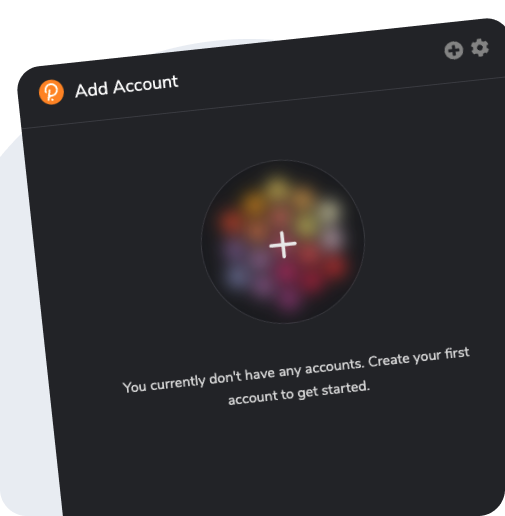 Add Account
You currently don't have any accounts. Create your first
account to get started.